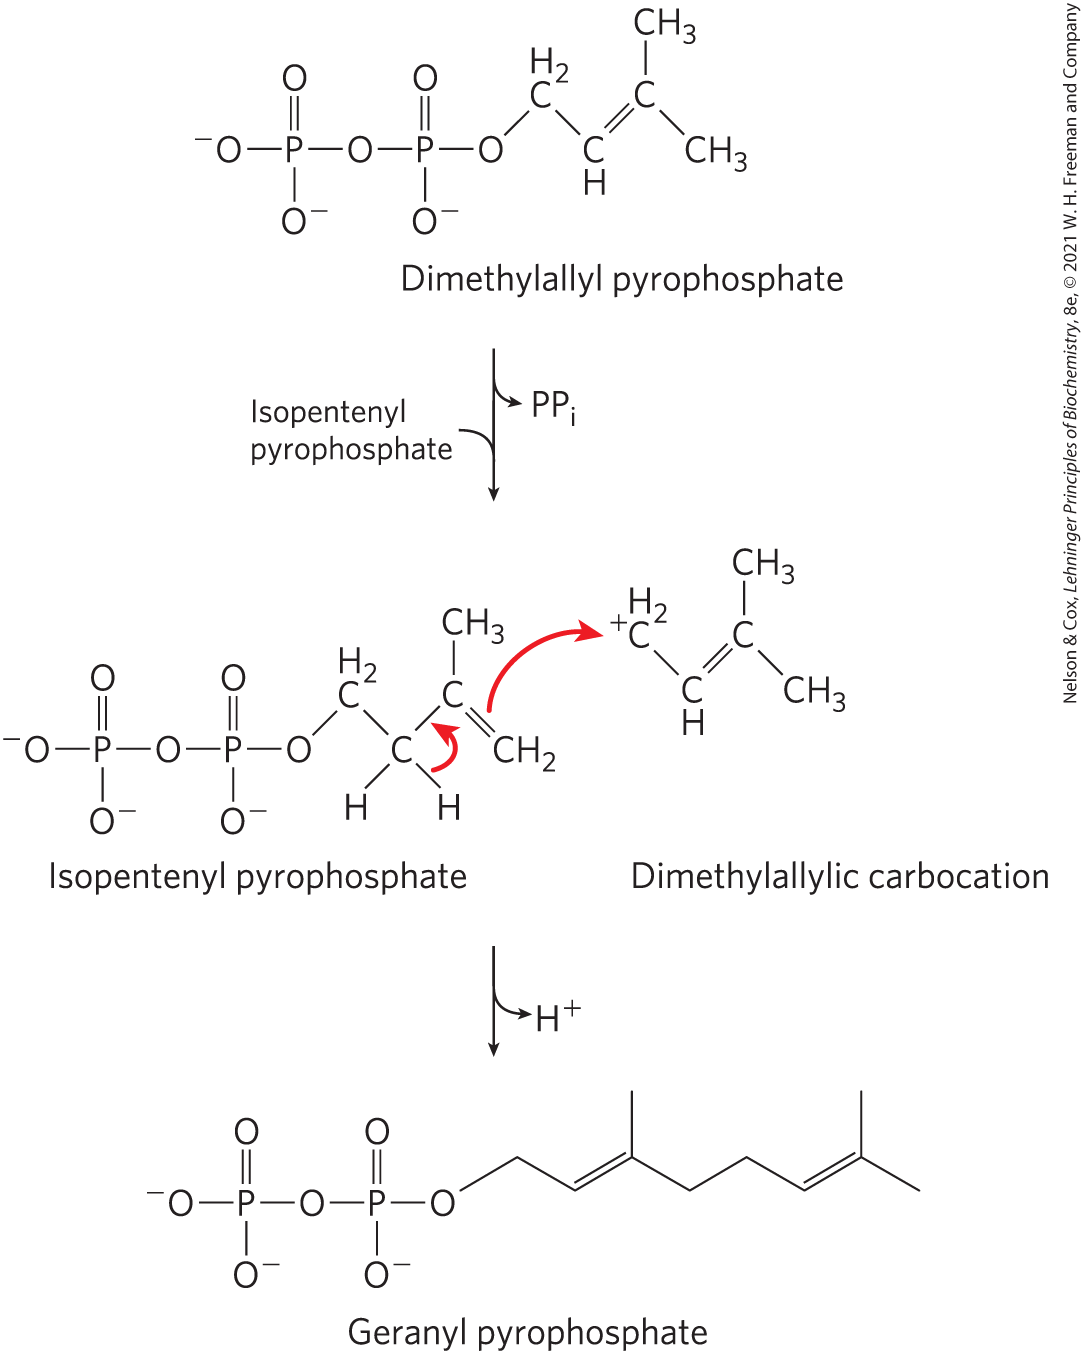 CH3
H2
O O C C
-O—P—O—P—O C CH3
H
O- O-
Dimethylallyl pyrophosphate
PPi
Isopentenyl
pyrophosphate
CH3
H2
+C C
CH3
H2
C CH3
H
O O C C
-O—P—O—P—O C CH2
H H
O- O-
Isopentenyl pyrophosphate Dimethylallylic carbocation
H+
O O
-O—P—O—P—O
O- O-
Geranyl pyrophosphate
Nelson & Cox, Lehninger Principles of Biochemistry, 8e, © 2021 W. H. Freeman and Company